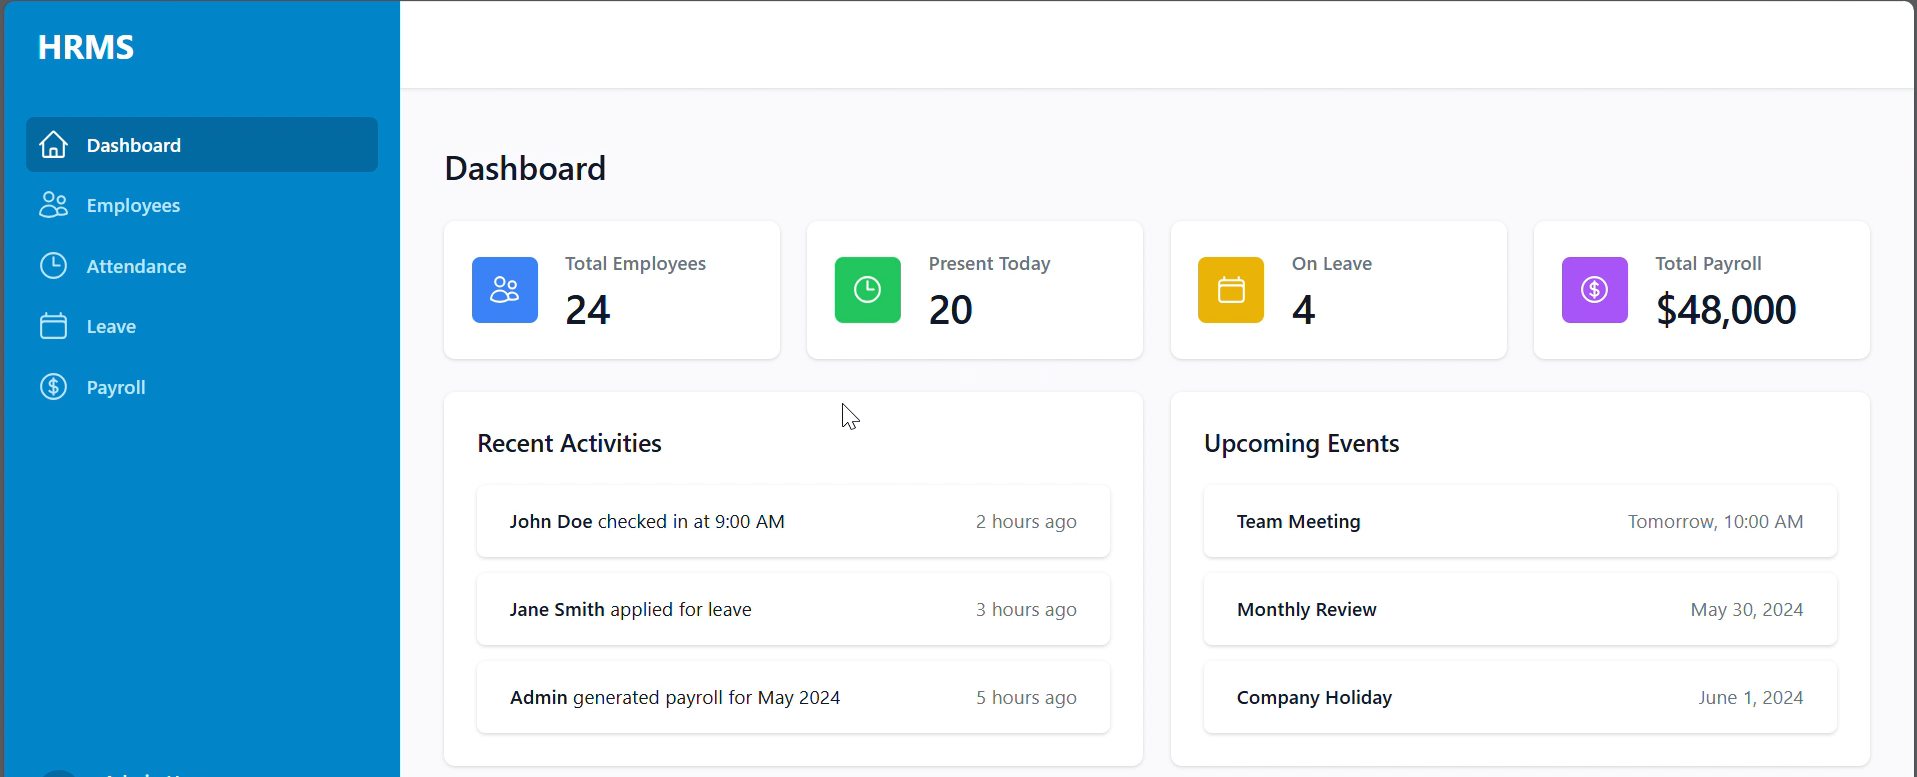 HRMS
Dashboard
Employees
Attendance
Leave
Payroll
Dashboard
Total Employees
24
Present Today
20
On Leave
4
Total Payroll
$48,000
Recent Activities
John Doe checked in at 9:00 AM
2 hours ago
Jane Smith applied for leave
3 hours ago
Admin generated payroll for May 2024
5 hours ago
Upcoming Events
Team Meeting
Tomorrow, 10:00 AM
Monthly Review
May 30, 2024
Company Holiday
June 1, 2024